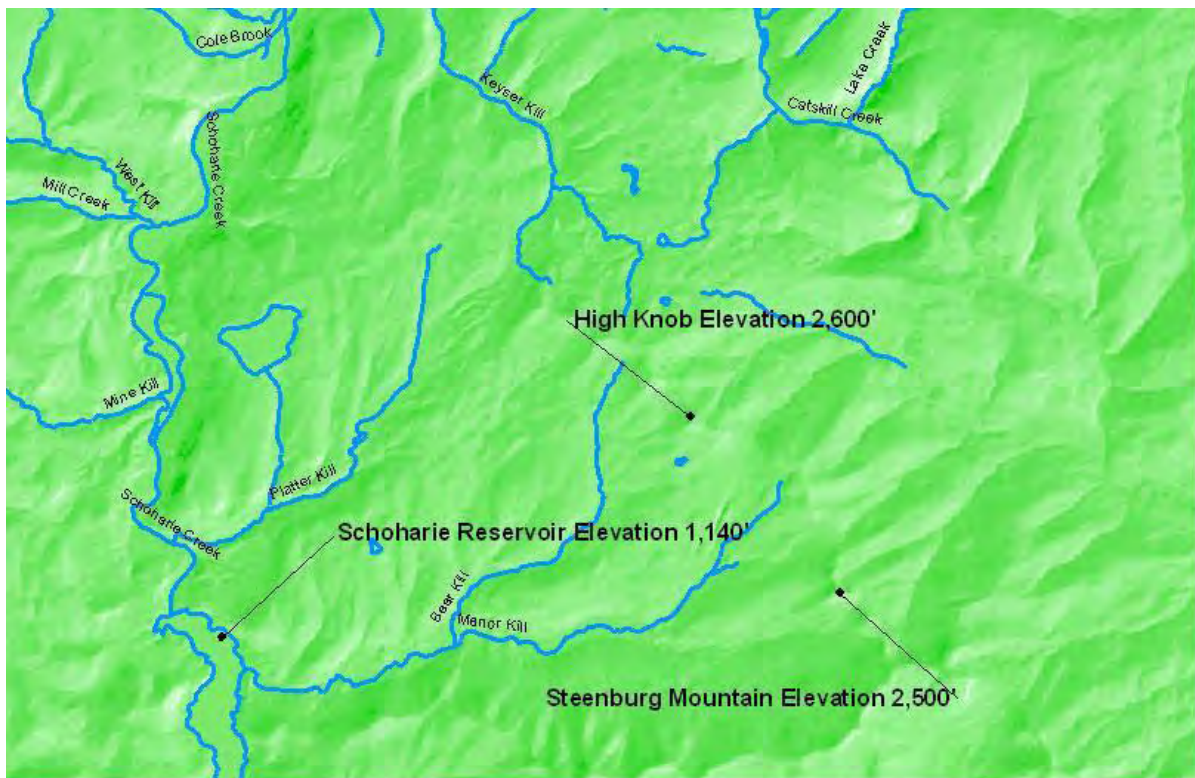 Cole Brook
Keyser Kill
Lake Creek
Catskill Creek
Schoharie Creek
West Kill
Mill Creek
High Knob Elevation 2,600'
Mine Kill
Platter Kill
Schoharie Creek
Schoharie Reservoir Elevation 1,140'
Bear Kill
Manor Kill
Steenburg Mountain Elevation 2,500'